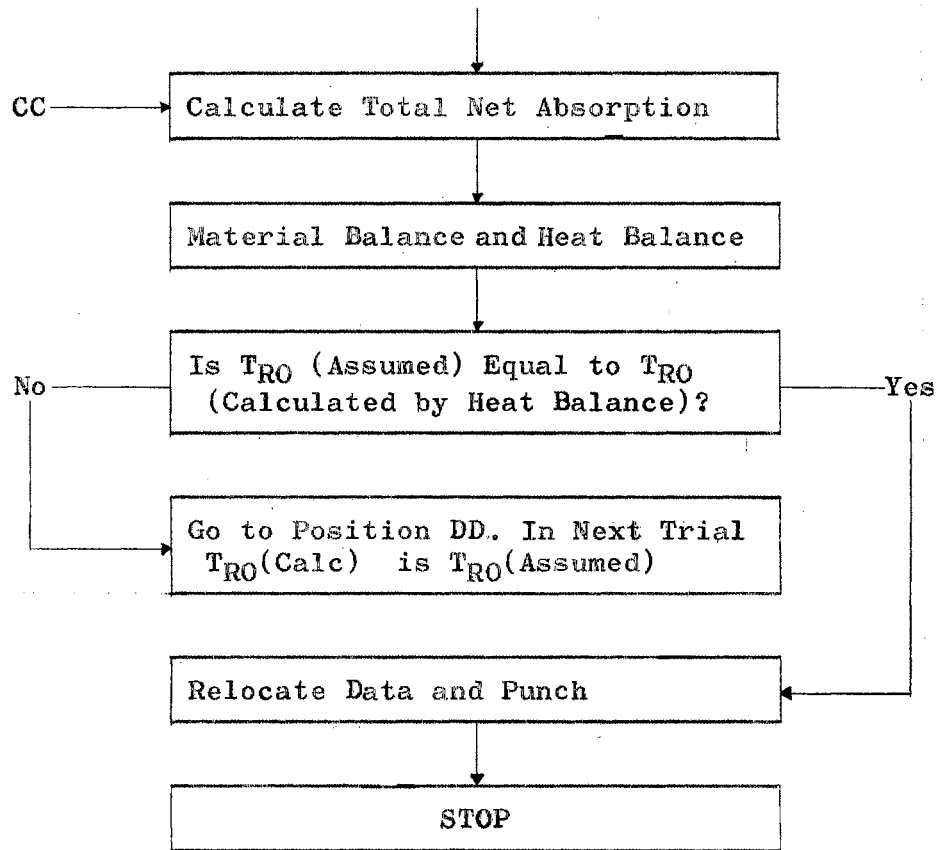 CC
Calculate Total Net Absorption
Material Balance and Heat Balance
Is T_RO (Assumed) Equal to T_RO
(Calculated by Heat Balance)?
No
Yes
Go to Position DD. In Next Trial
T_RO(Calc) is T_RO(Assumed)
Relocate Data and Punch
STOP